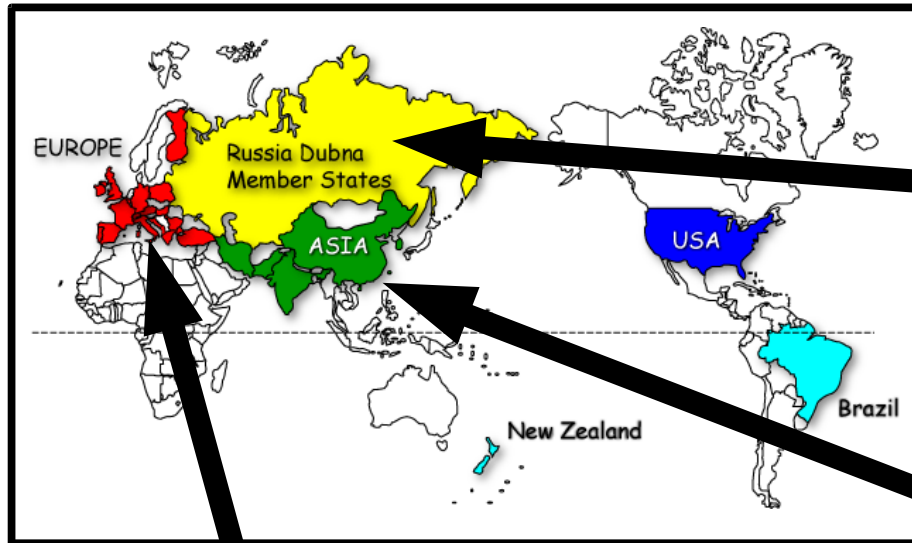 EUROPE
Russia Dubna
Member States
ASIA
USA
Brazil
New Zealand